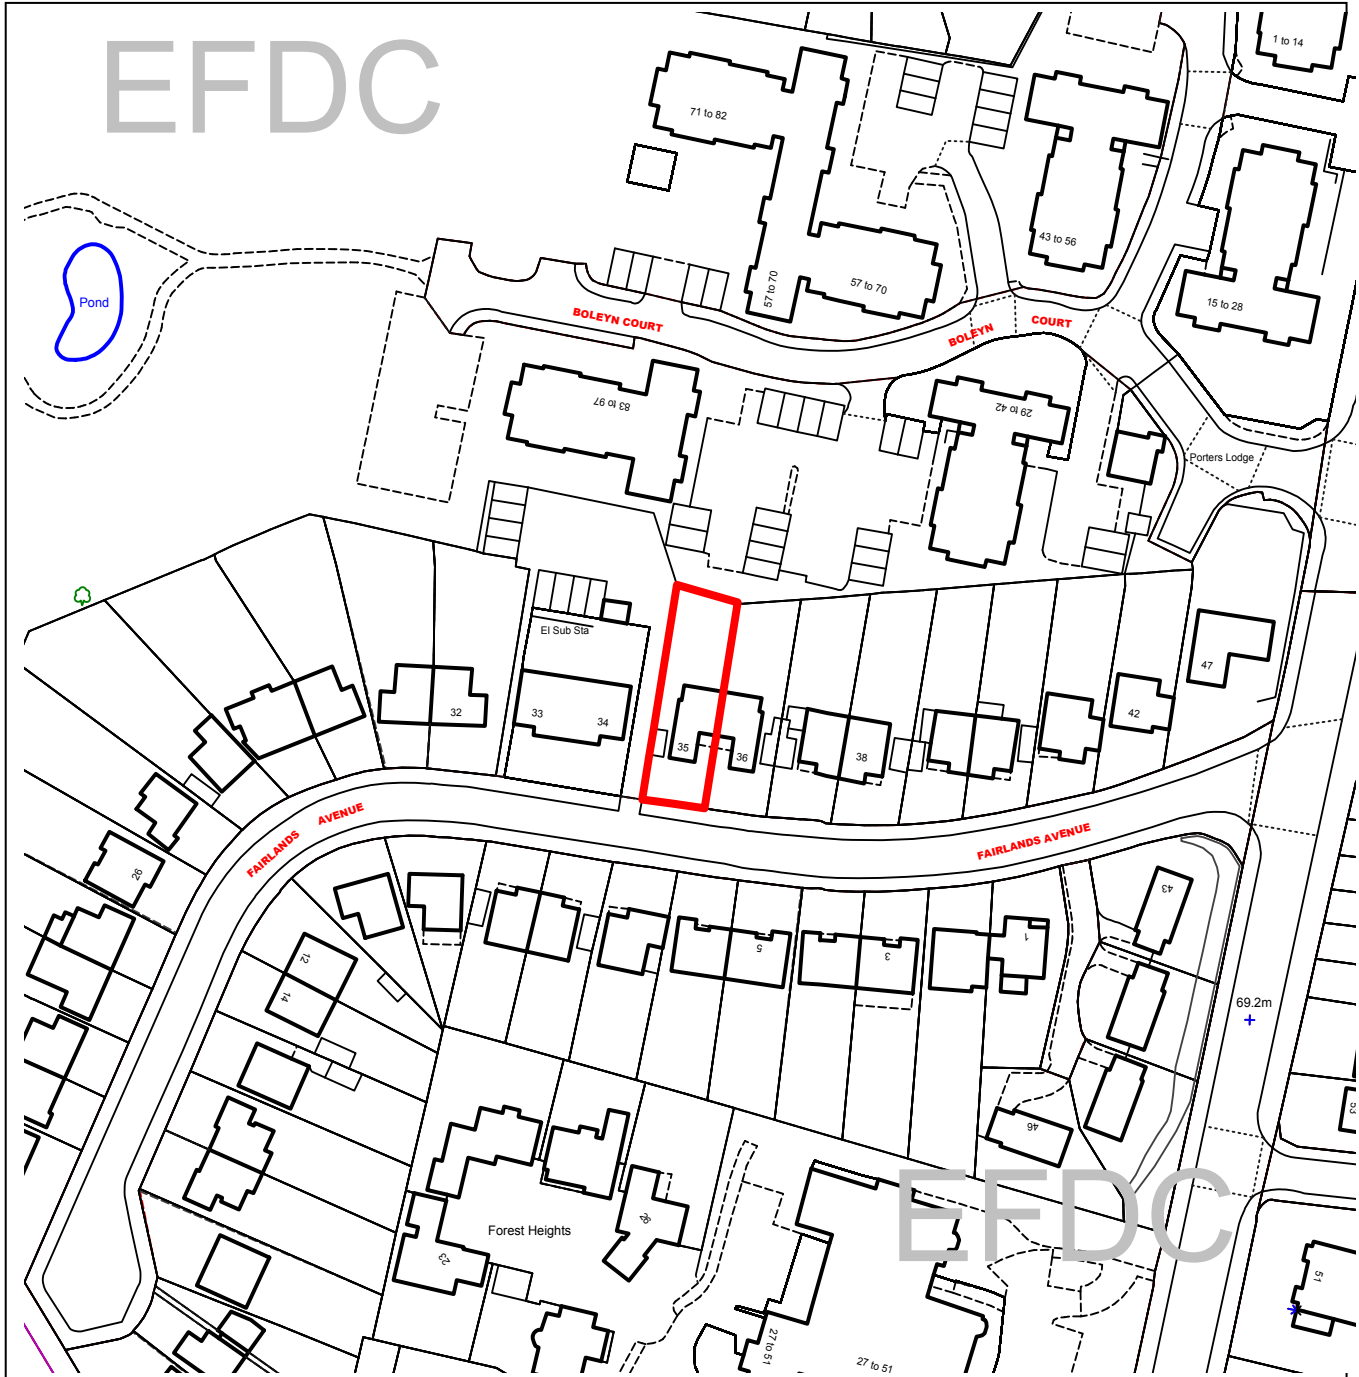 EFDC
1 to 14
71 to 82
43 to 56
Pond
57 to 70
57 to 70
15 to 28
BOLEYN COURT
BOLEYN COURT
83 to 97
29 to 42
Porters Lodge
El Sub Sta
47
32
33
34
42
35
36
38
FAIRLANDS AVENUE
FAIRLANDS AVENUE
26
43
12
14
5
3
1
69.2m
53
46
EFDC
Forest Heights
26
23
51
27 to 51
27 to 51